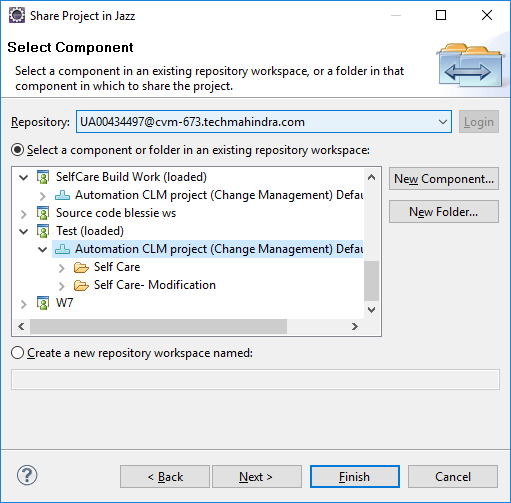 Share Project in Jazz
Select Component
Select a component in an existing repository workspace, or a folder in that
component in which to share the project.
Repository: UA00434497@cvm-673.techmahindra.com Login
Select a component or folder in an existing repository workspace:
SelfCare Build Work (loaded)
Automation CLM project (Change Management) Defau
Source code blessie ws
Test (loaded)
Automation CLM project (Change Management) Defau
Self Care
Self Care- Modification
W7
New Component...
New Folder...
Create a new repository workspace named:
? < Back Next > Finish Cancel